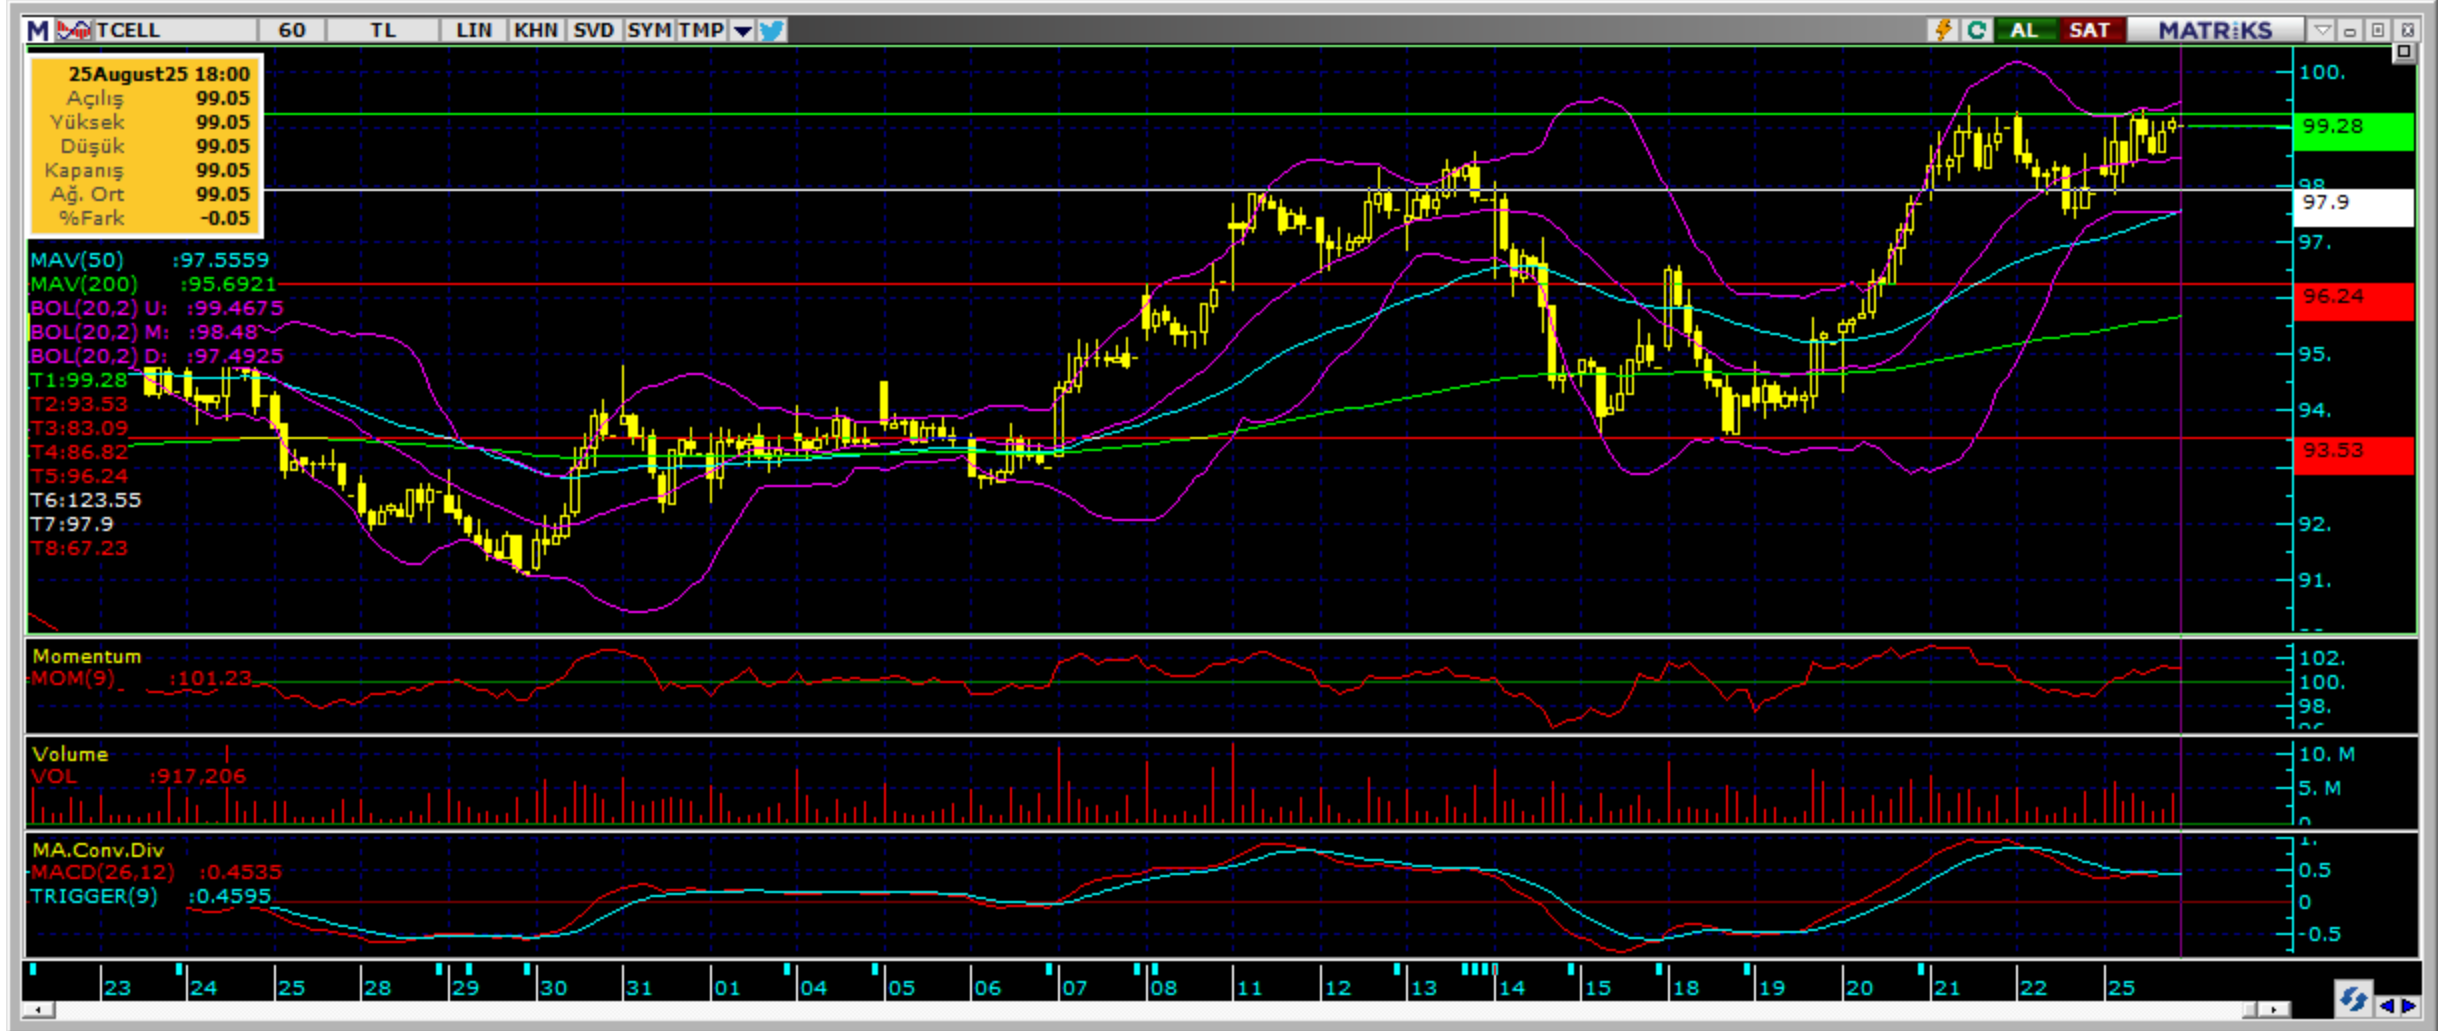 M TCELL 60 TL LIN KHN SVD SYM TMP AL SAT MATRiKS
25August25 18:00
Açılış 99.05
Yüksek 99.05
Düşük 99.05
Kapanış 99.05
Ağ. Ort 99.05
%Fark -0.05
MAV(50) :97.5559
MAV(200) :95.6921
BOL(20,2) U: :99.4675
BOL(20,2) M: :98.48
BOL(20,2) D: :97.4925
T1:99.28
T2:93.53
T3:83.09
T4:86.82
T5:96.24
T6:123.55
T7:97.9
T8:67.23
100.
99.28
98
97.9
97.
96.24
95.
94.
93.53
92.
91.
Momentum
MOM(9) :101.23
102.
100.
98.
Volume
VOL :917,206
10. M
5. M
0
MA.Conv.Div
MACD(26,12) :0.4535
TRIGGER(9) :0.4595
1.
0.5
0
-0.5
23 24 25 28 29 30 31 01 04 05 06 07 08 11 12 13 14 15 18 19 20 21 22 25